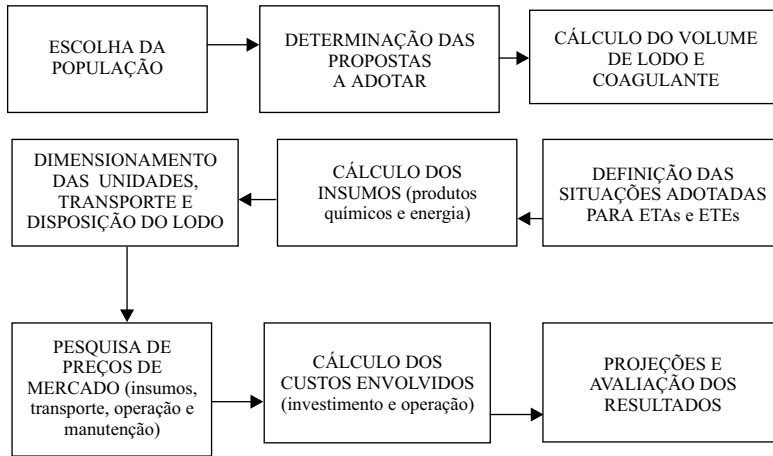 ESCOLHA DA
POPULAÇÃO
DETERMINAÇÃO DAS
PROPOSTAS
A ADOTAR
CÁLCULO DO VOLUME
DE LODO E
COAGULANTE
DIMENSIONAMENTO
DAS UNIDADES,
TRANSPORTE E
DISPOSIÇÃO DO LODO
CÁLCULO DOS
INSUMOS (produtos
químicos e energia)
DEFINIÇÃO DAS
SITUAÇÕES ADOTADAS
PARA ETAs e ETEs
PESQUISA DE
PREÇOS DE
MERCADO (insumos,
transporte, operação e
manutenção)
CÁLCULO DOS
CUSTOS ENVOLVIDOS
(investimento e operação)
PROJEÇÕES E
AVALIAÇÃO DOS
RESULTADOS